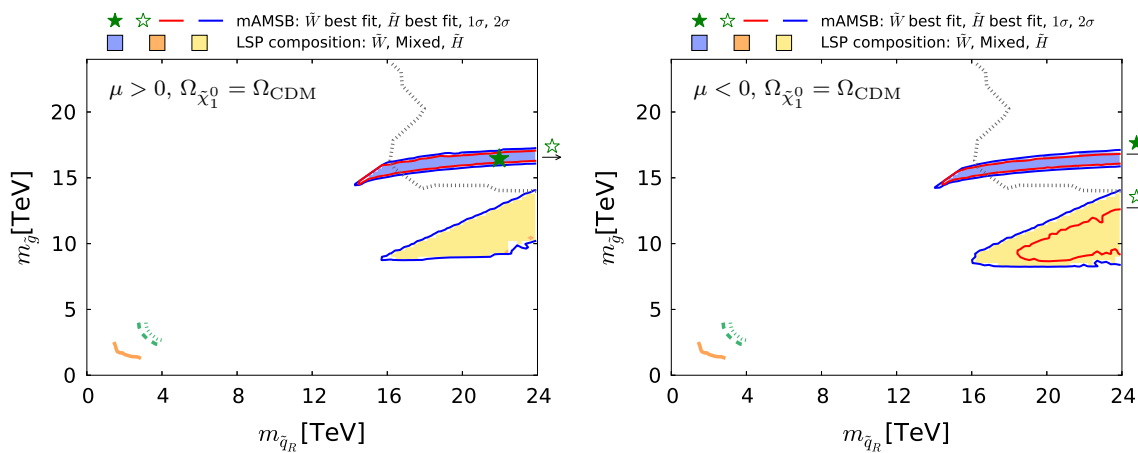 mAMSB: W̃ best fit, H̃ best fit, 1σ, 2σ
LSP composition: W̃, Mixed, H̃
μ > 0, Ω_χ̃⁰₁ = Ω_CDM
20
15
10
5
0
m_g̃ [TeV]
0 4 8 12 16 20 24
m_q̃_R [TeV]
mAMSB: W̃ best fit, H̃ best fit, 1σ, 2σ
LSP composition: W̃, Mixed, H̃
μ < 0, Ω_χ̃⁰₁ = Ω_CDM
20
15
10
5
0
m_g̃ [TeV]
0 4 8 12 16 20 24
m_q̃_R [TeV]